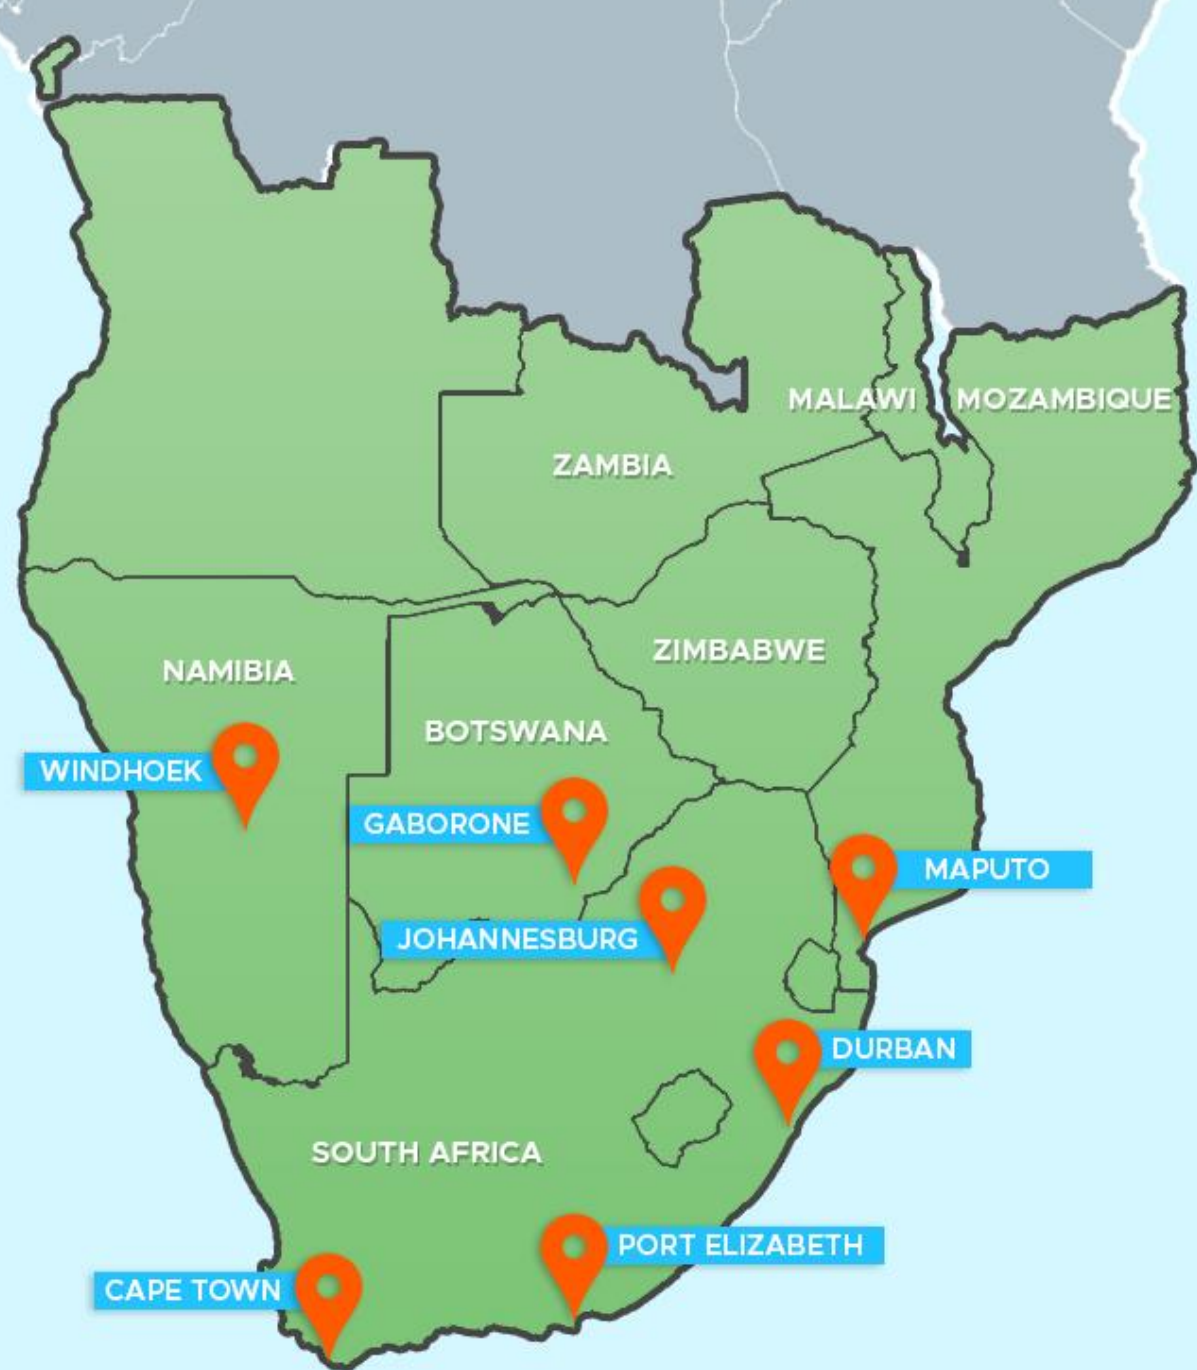 MALAWI
MOZAMBIQUE
ZAMBIA
ZIMBABWE
NAMIBIA
BOTSWANA
WINDHOEK
GABORONE
MAPUTO
JOHANNESBURG
DURBAN
SOUTH AFRICA
PORT ELIZABETH
CAPE TOWN